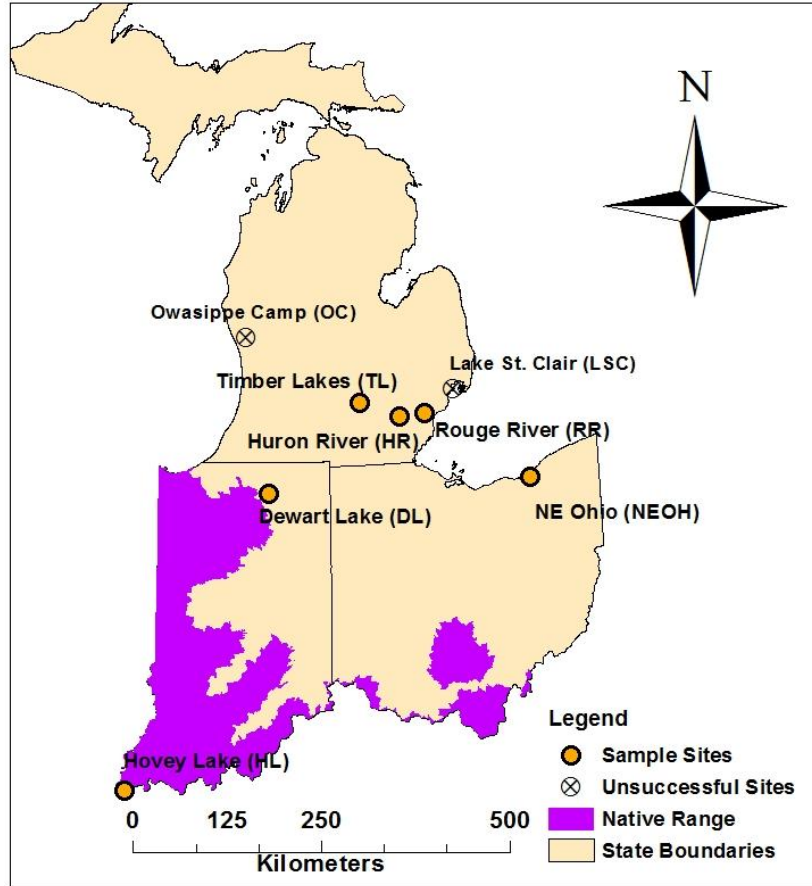 N
Owasippe Camp (OC)
Lake St. Clair (LSC)
Timber Lakes (TL)
Rouge River (RR)
Huron River (HR)
Dewart Lake (DL)
NE Ohio (NEOH)
Hovey Lake (HL)
Legend
Sample Sites
Unsuccessful Sites
Native Range
State Boundaries
0 125 250 500
Kilometers